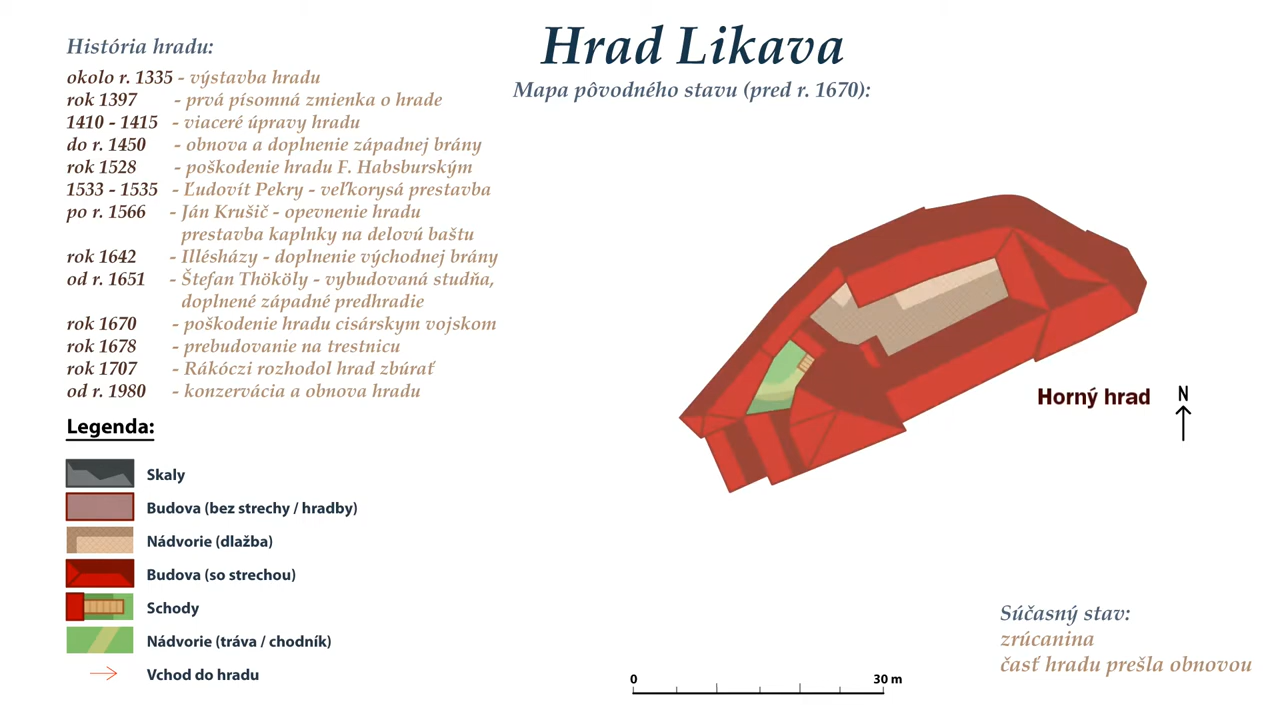 Hrad Likava
Mapa pôvodného stavu (pred r. 1670):
História hradu:
okolo r. 1335 - výstavba hradu
rok 1397 - prvá písomná zmienka o hrade
1410 - 1415 - viaceré úpravy hradu
do r. 1450 - obnova a doplnenie západnej brány
rok 1528 - poškodenie hradu F. Habsburským
1533 - 1535 - Ľudovít Pekry - veľkorysá prestavba
po r. 1566 - Ján Krušič - opevnenie hradu
prestavba kaplnky na delovú baštu
rok 1642 - Illésházy - doplnenie východnej brány
od r. 1651 - Štefan Thököly - vybudovaná studňa,
doplnené západné predhradie
rok 1670 - poškodenie hradu cisárskym vojskom
rok 1678 - prebudovanie na trestnicu
rok 1707 - Rákóczi rozhodol hrad zbúrať
od r. 1980 - konzervácia a obnova hradu
Legenda:
Skaly
Budova (bez strechy / hradby)
Nádvorie (dlažba)
Budova (so strechou)
Schody
Nádvorie (tráva / chodník)
Vchod do hradu
Horný hrad
N
0 30 m
Súčasný stav:
zrúcanina
časť hradu prešla obnovou